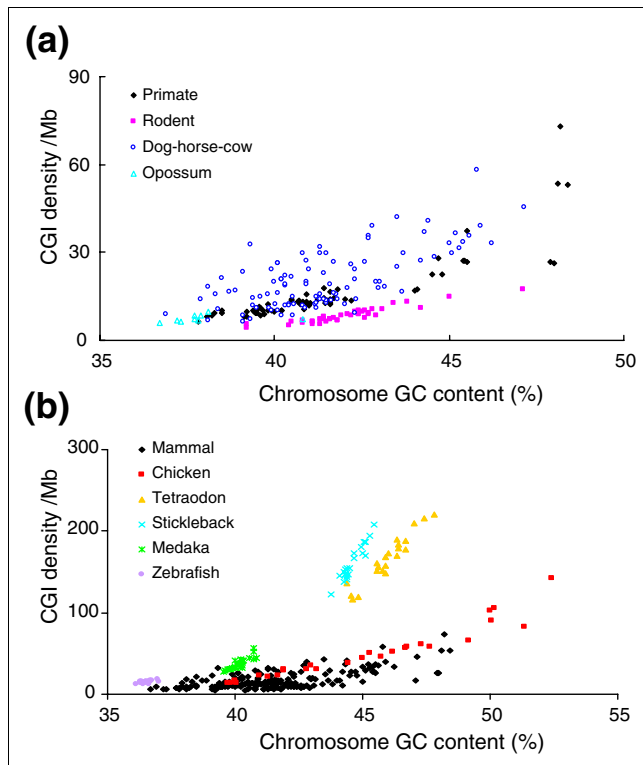 (a)
CGI density /Mb
90
60
30
0
Primate
Rodent
Dog-horse-cow
Opossum
35
40
45
50
Chromosome GC content (%)
(b)
CGI density /Mb
300
200
100
0
Mammal
Chicken
Tetraodon
Stickleback
Medaka
Zebrafish
35
40
45
50
55
Chromosome GC content (%)